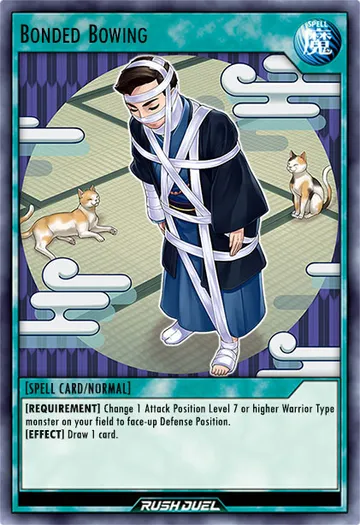 BONDED BOWING
SPELL
魔
[SPELL CARD/NORMAL]
[REQUIREMENT] Change 1 Attack Position Level 7 or higher Warrior Type
monster on your field to face-up Defense Position.
[EFFECT] Draw 1 card.
RUSH DUEL